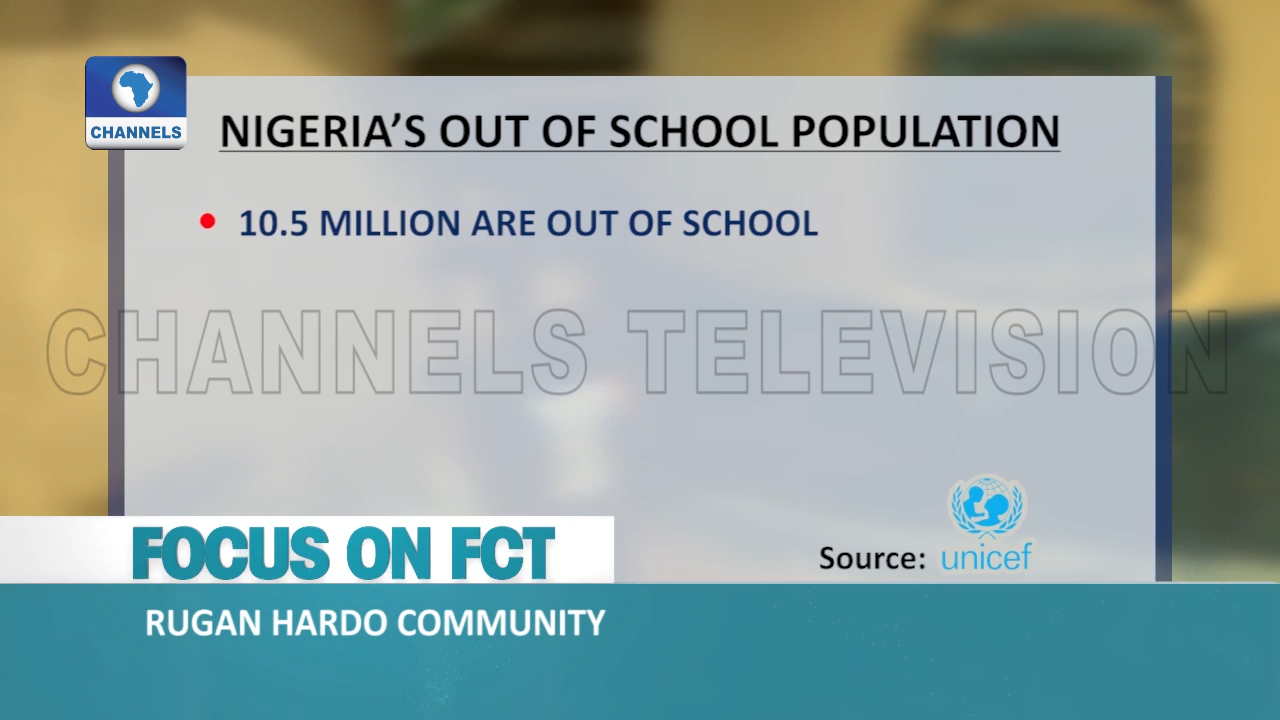 CHANNELS
NIGERIA'S OUT OF SCHOOL POPULATION
• 10.5 MILLION ARE OUT OF SCHOOL
CHANNELS TELEVISION
Source: unicef
FOCUS ON FCT
RUGAN HARDO COMMUNITY